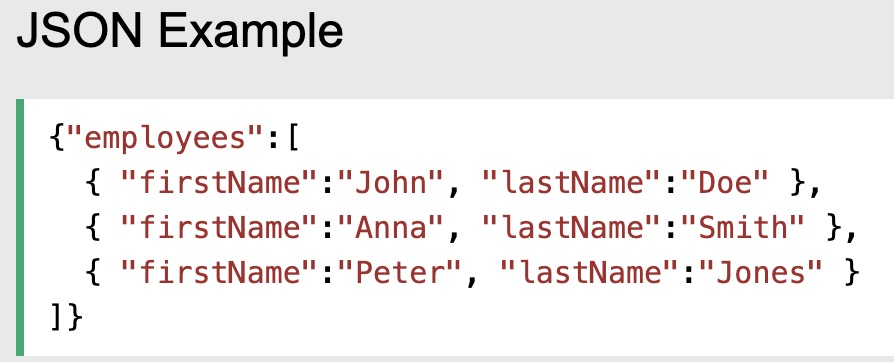 JSON Example
{"employees":[
  { "firstName":"John", "lastName":"Doe" },
  { "firstName":"Anna", "lastName":"Smith" },
  { "firstName":"Peter", "lastName":"Jones" }
]}